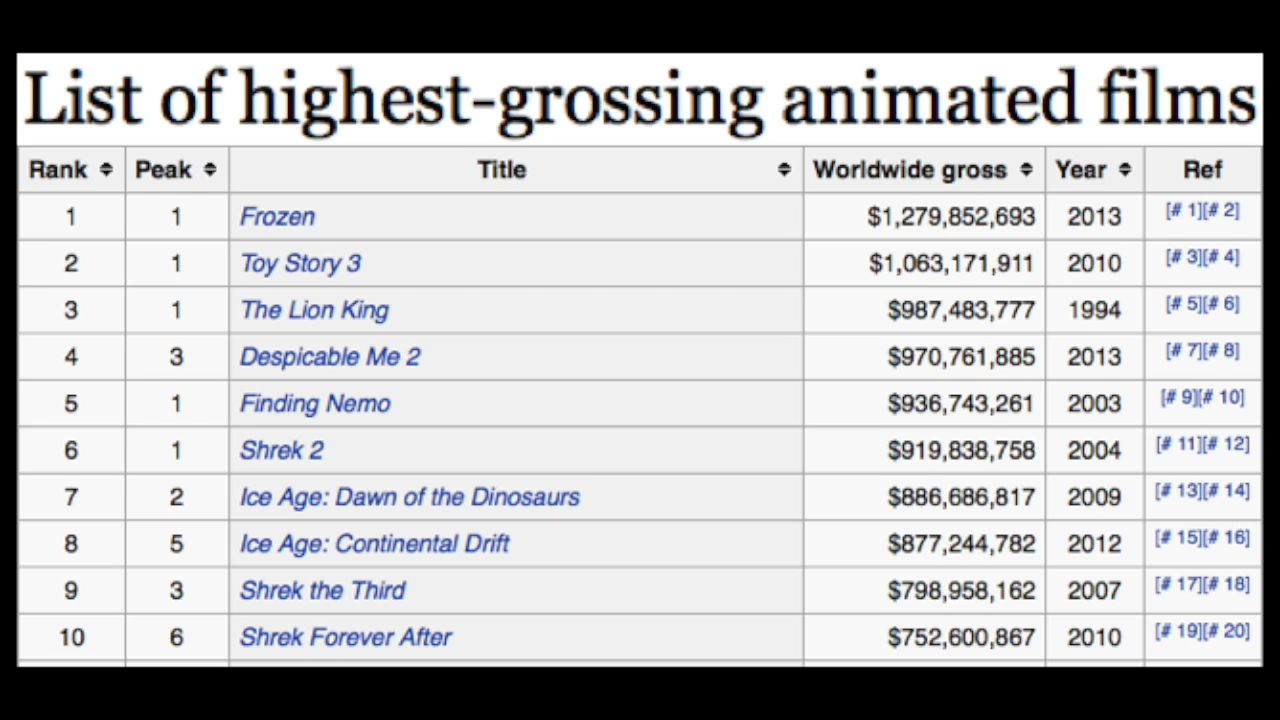 List of highest-grossing animated films
Rank Peak Title Worldwide gross Year Ref
1 1 Frozen $1,279,852,693 2013 [# 1][# 2]
2 1 Toy Story 3 $1,063,171,911 2010 [# 3][# 4]
3 1 The Lion King $987,483,777 1994 [# 5][# 6]
4 3 Despicable Me 2 $970,761,885 2013 [# 7][# 8]
5 1 Finding Nemo $936,743,261 2003 [# 9][# 10]
6 1 Shrek 2 $919,838,758 2004 [# 11][# 12]
7 2 Ice Age: Dawn of the Dinosaurs $886,686,817 2009 [# 13][# 14]
8 5 Ice Age: Continental Drift $877,244,782 2012 [# 15][# 16]
9 3 Shrek the Third $798,958,162 2007 [# 17][# 18]
10 6 Shrek Forever After $752,600,867 2010 [# 19][# 20]